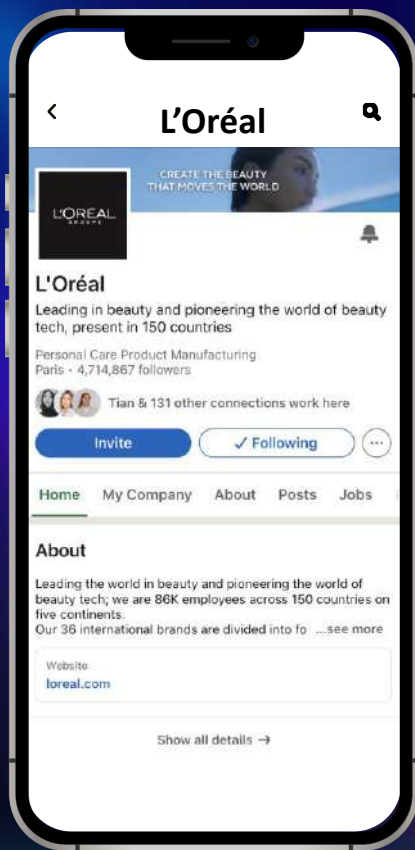 L'Oréal
CREATE THE BEAUTY
THAT MOVES THE WORLD
L'ORÉAL
GROUPE
L'Oréal
Leading in beauty and pioneering the world of beauty
tech, present in 150 countries
Personal Care Product Manufacturing
Paris • 4,714,867 followers
Tian & 131 other connections work here
Invite
✓ Following
Home My Company About Posts Jobs
About
Leading the world in beauty and pioneering the world of
beauty tech; we are 86K employees across 150 countries on
five continents.
Our 36 international brands are divided into fo ...see more
Website
loreal.com
Show all details →